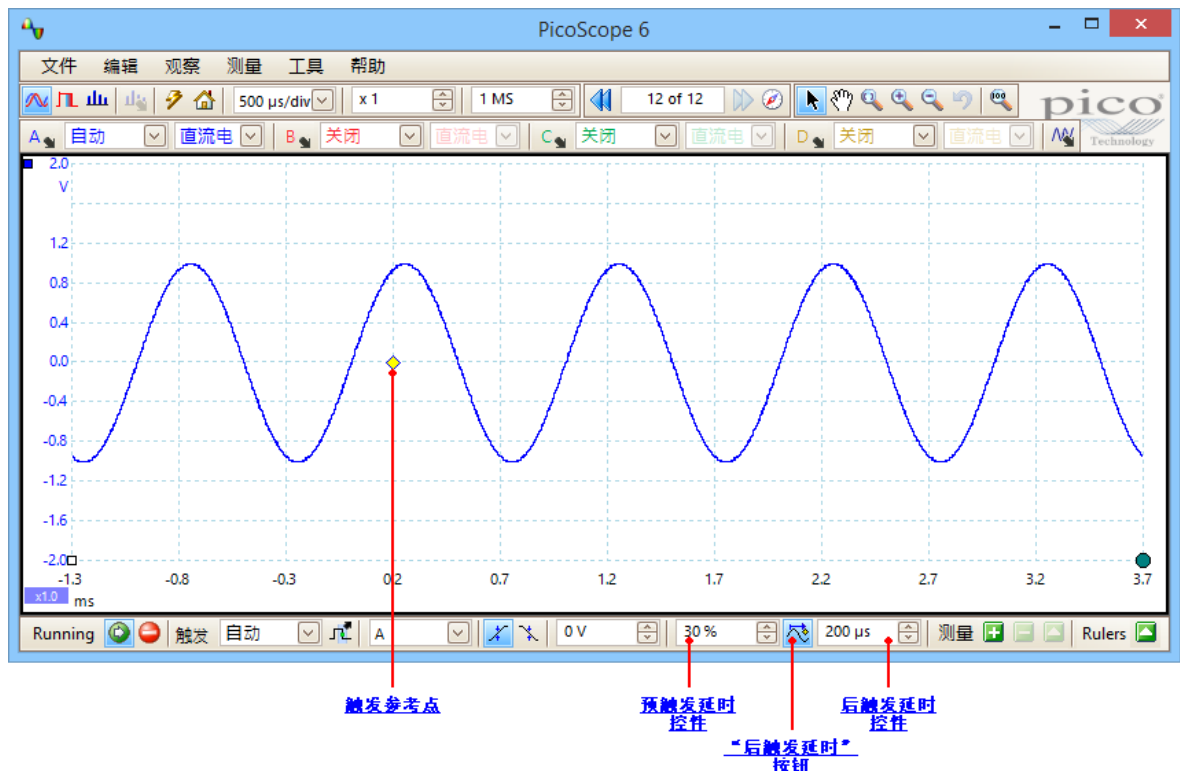 PicoScope 6
文件 编辑 观察 测量 工具 帮助
500 µs/div x 1 1 MS 12 of 12 100 pico
Technology
A 自动 直流电 B 关闭 直流电 C 关闭 直流电 D 关闭 直流电
2.0
V
1.2
0.8
0.4
0.0
-0.4
-0.8
-1.2
-1.6
-2.0
-1.3 -0.8 -0.3 0.2 0.7 1.2 1.7 2.2 2.7 3.2 3.7
x1.0 ms
Running 触发 自动 A 0 V 30 % 200 µs 测量 Rulers
触发参考点
预触发延时
控件
后触发延时
控件
“后触发延时”
按钮